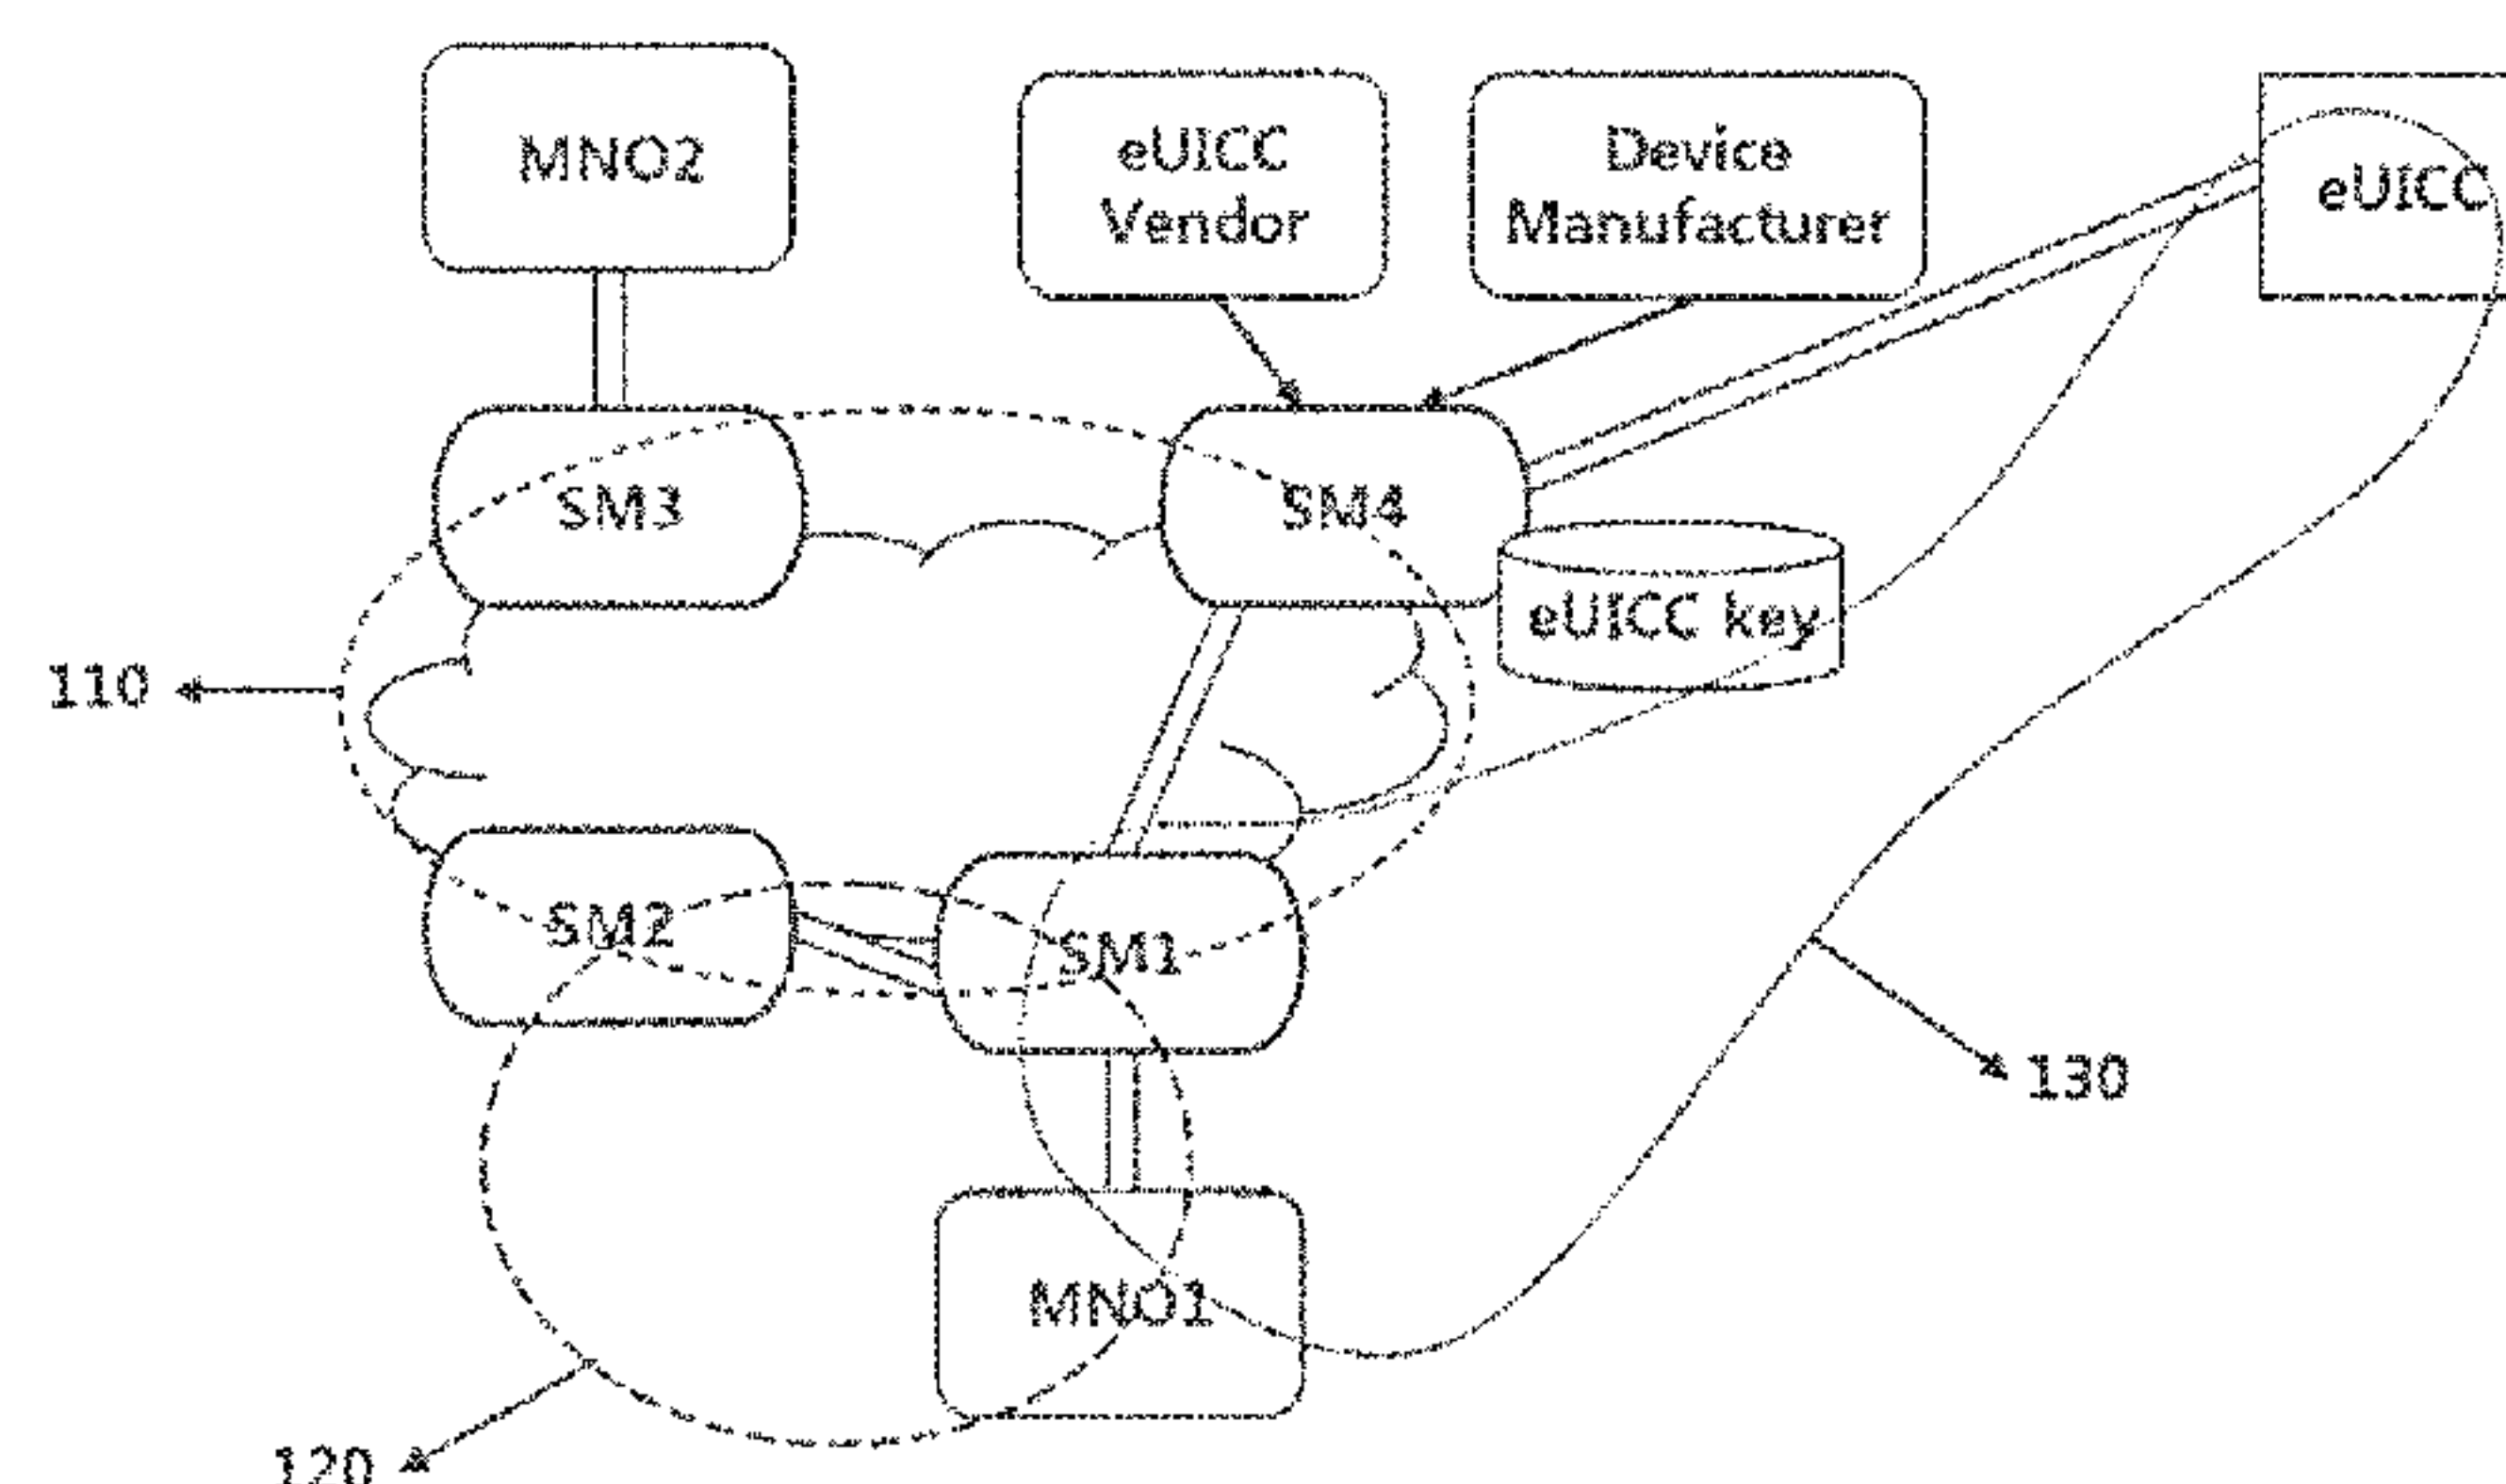 MNO2
eUICC
Vendor
Device
Manufacturer
eUICC
SM3
SM4
eUICC key
110
SM2
SM1
130
MNO1
120